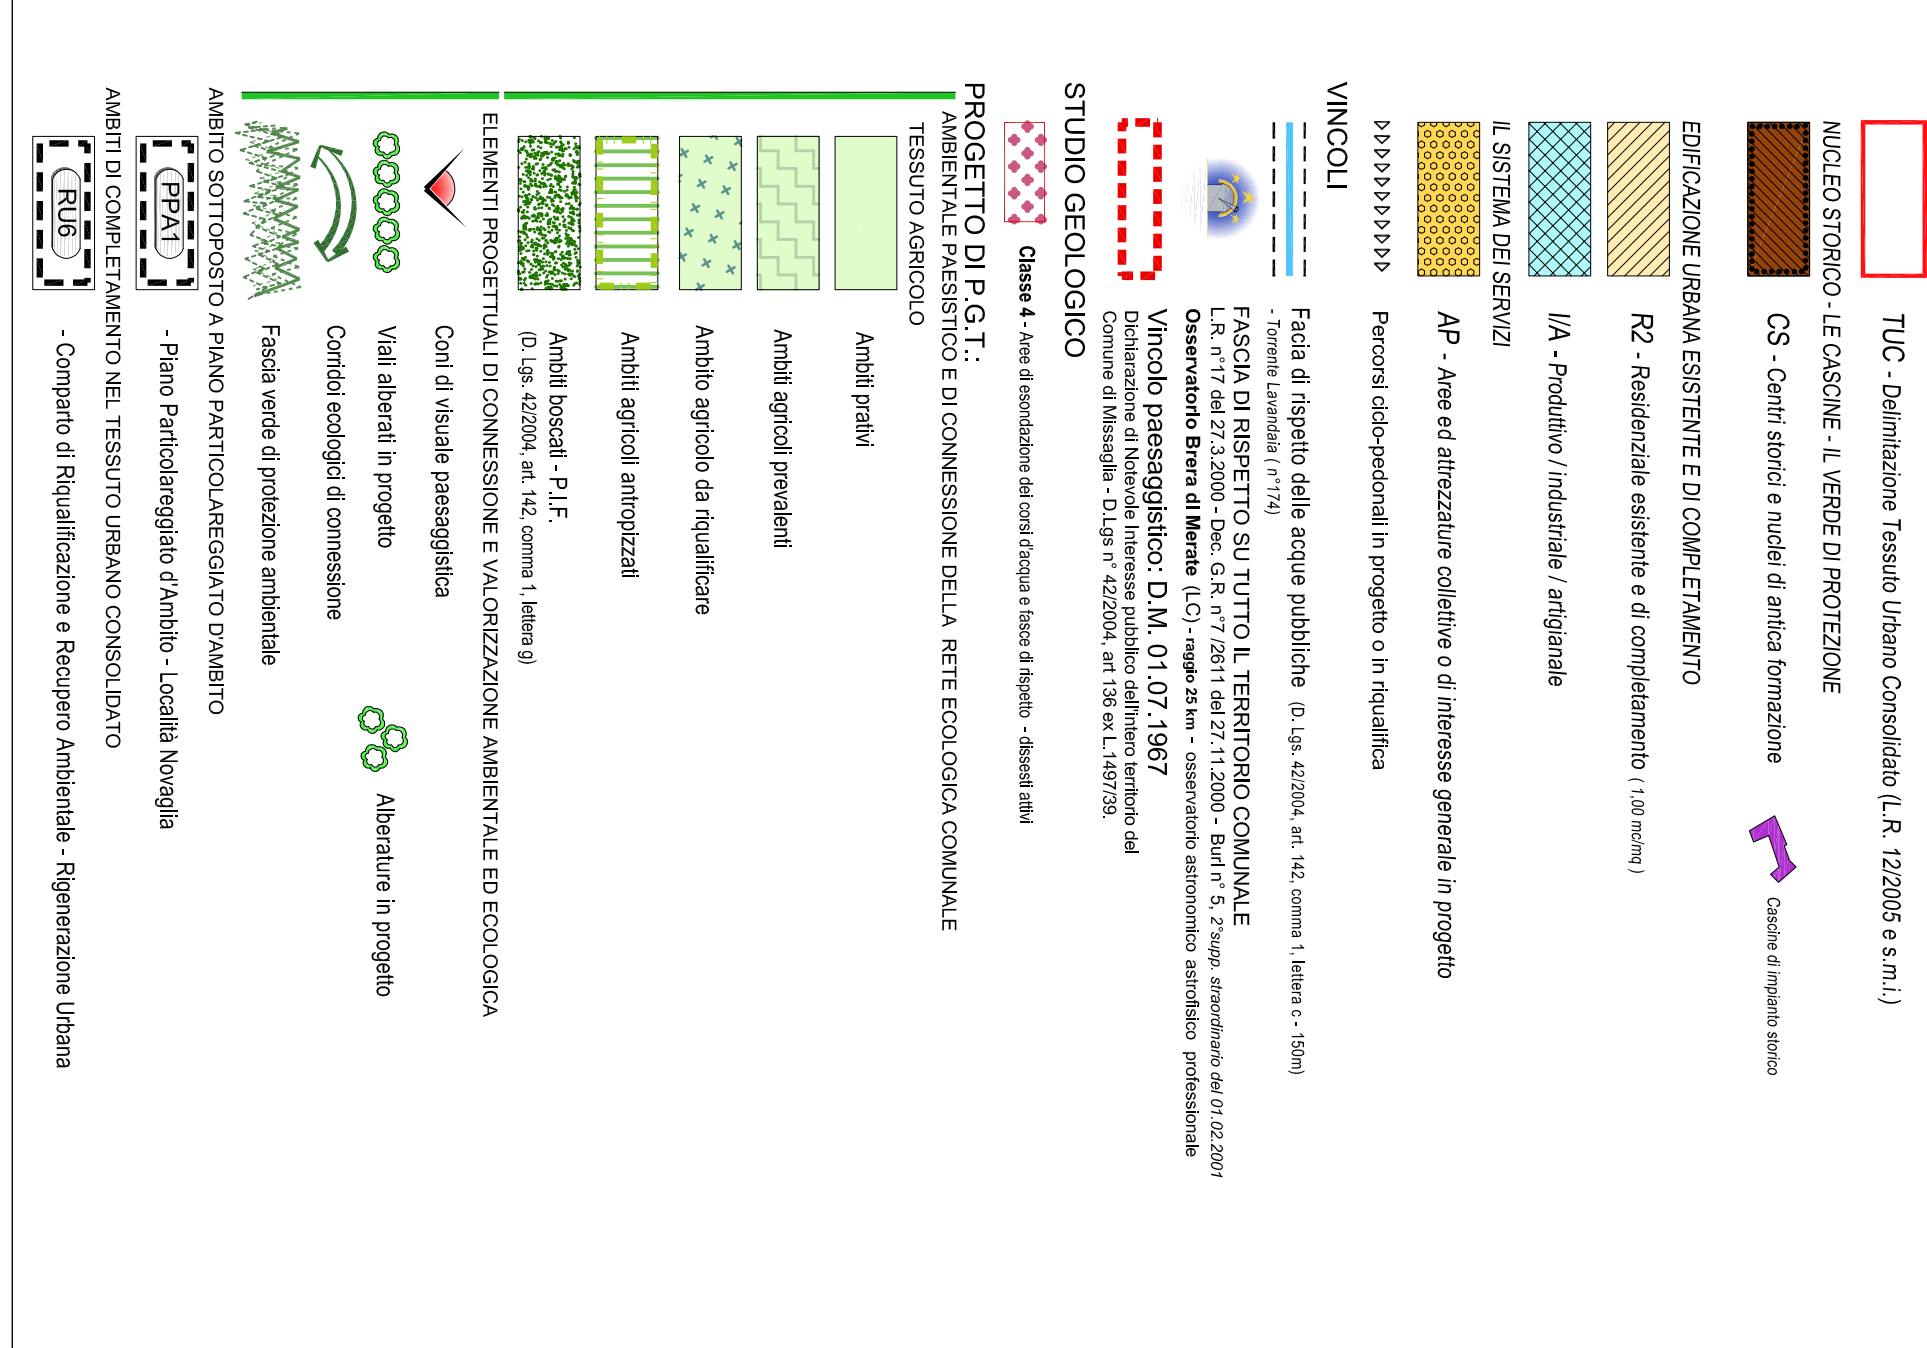 TUC - Delimitazione Tessuto Urbano Consolidato (L.R. 12/2005 e s.m.i.)
NUCLEO STORICO - LE CASCINE - IL VERDE DI PROTEZIONE
CS - Centri storici e nuclei di antica formazione
Cascine di impianto storico
EDIFICAZIONE URBANA ESISTENTE E DI COMPLETAMENTO
R2 - Residenziale esistente e di completamento ( 1,00 mc/mq )
I/A - Produttivo / industriale / artigianale
IL SISTEMA DEI SERVIZI
AP - Aree ed attrezzature collettive o di interesse generale in progetto
Percorsi ciclo-pedonali in progetto o in riqualifica
VINCOLI
Facia di rispetto delle acque pubbliche (D. Lgs. 42/2004, art. 142, comma 1, lettera c - 150m)
- Torrente Lavandaia ( n°174)
FASCIA DI RISPETTO SU TUTTO IL TERRITORIO COMUNALE
L.R. n°17 del 27.3.2000 - Dec. G.R. n°7 /2611 del 27.11.2000 - Burl n° 5, 2°supp. straordinario del 01.02.2001
Osservatorio Brera di Merate (LC) - raggio 25 km - osservatorio astronomico astrofisico professionale
Vincolo paesaggistico: D.M. 01.07.1967
Dichiarazione di Notevole Interesse pubblico dell'intero territorio del
Comune di Missaglia - D.Lgs n° 42/2004, art 136 ex L.1497/39.
STUDIO GEOLOGICO
Classe 4 - Aree di esondazione dei corsi d'acqua e fasce di rispetto - dissesti attivi
PROGETTO DI P.G.T.:
AMBIENTALE PAESISTICO E DI CONNESSIONE DELLA RETE ECOLOGICA COMUNALE
TESSUTO AGRICOLO
Ambiti prativi
Ambiti agricoli prevalenti
Ambito agricolo da riqualificare
Ambiti agricoli antropizzati
Ambiti boscati - P.I.F.
(D. Lgs. 42/2004, art. 142, comma 1, lettera g)
ELEMENTI PROGETTUALI DI CONNESSIONE E VALORIZZAZIONE AMBIENTALE ED ECOLOGICA
Coni di visuale paesaggistica
Viali alberati in progetto
Alberature in progetto
Corridoi ecologici di connessione
Fascia verde di protezione ambientale
AMBITO SOTTOPOSTO A PIANO PARTICOLAREGGIATO D'AMBITO
PPA1
- Piano Particolareggiato d'Ambito - Località Novaglia
AMBITI DI COMPLETAMENTO NEL TESSUTO URBANO CONSOLIDATO
RU6
- Comparto di Riqualificazione e Recupero Ambientale - Rigenerazione Urbana